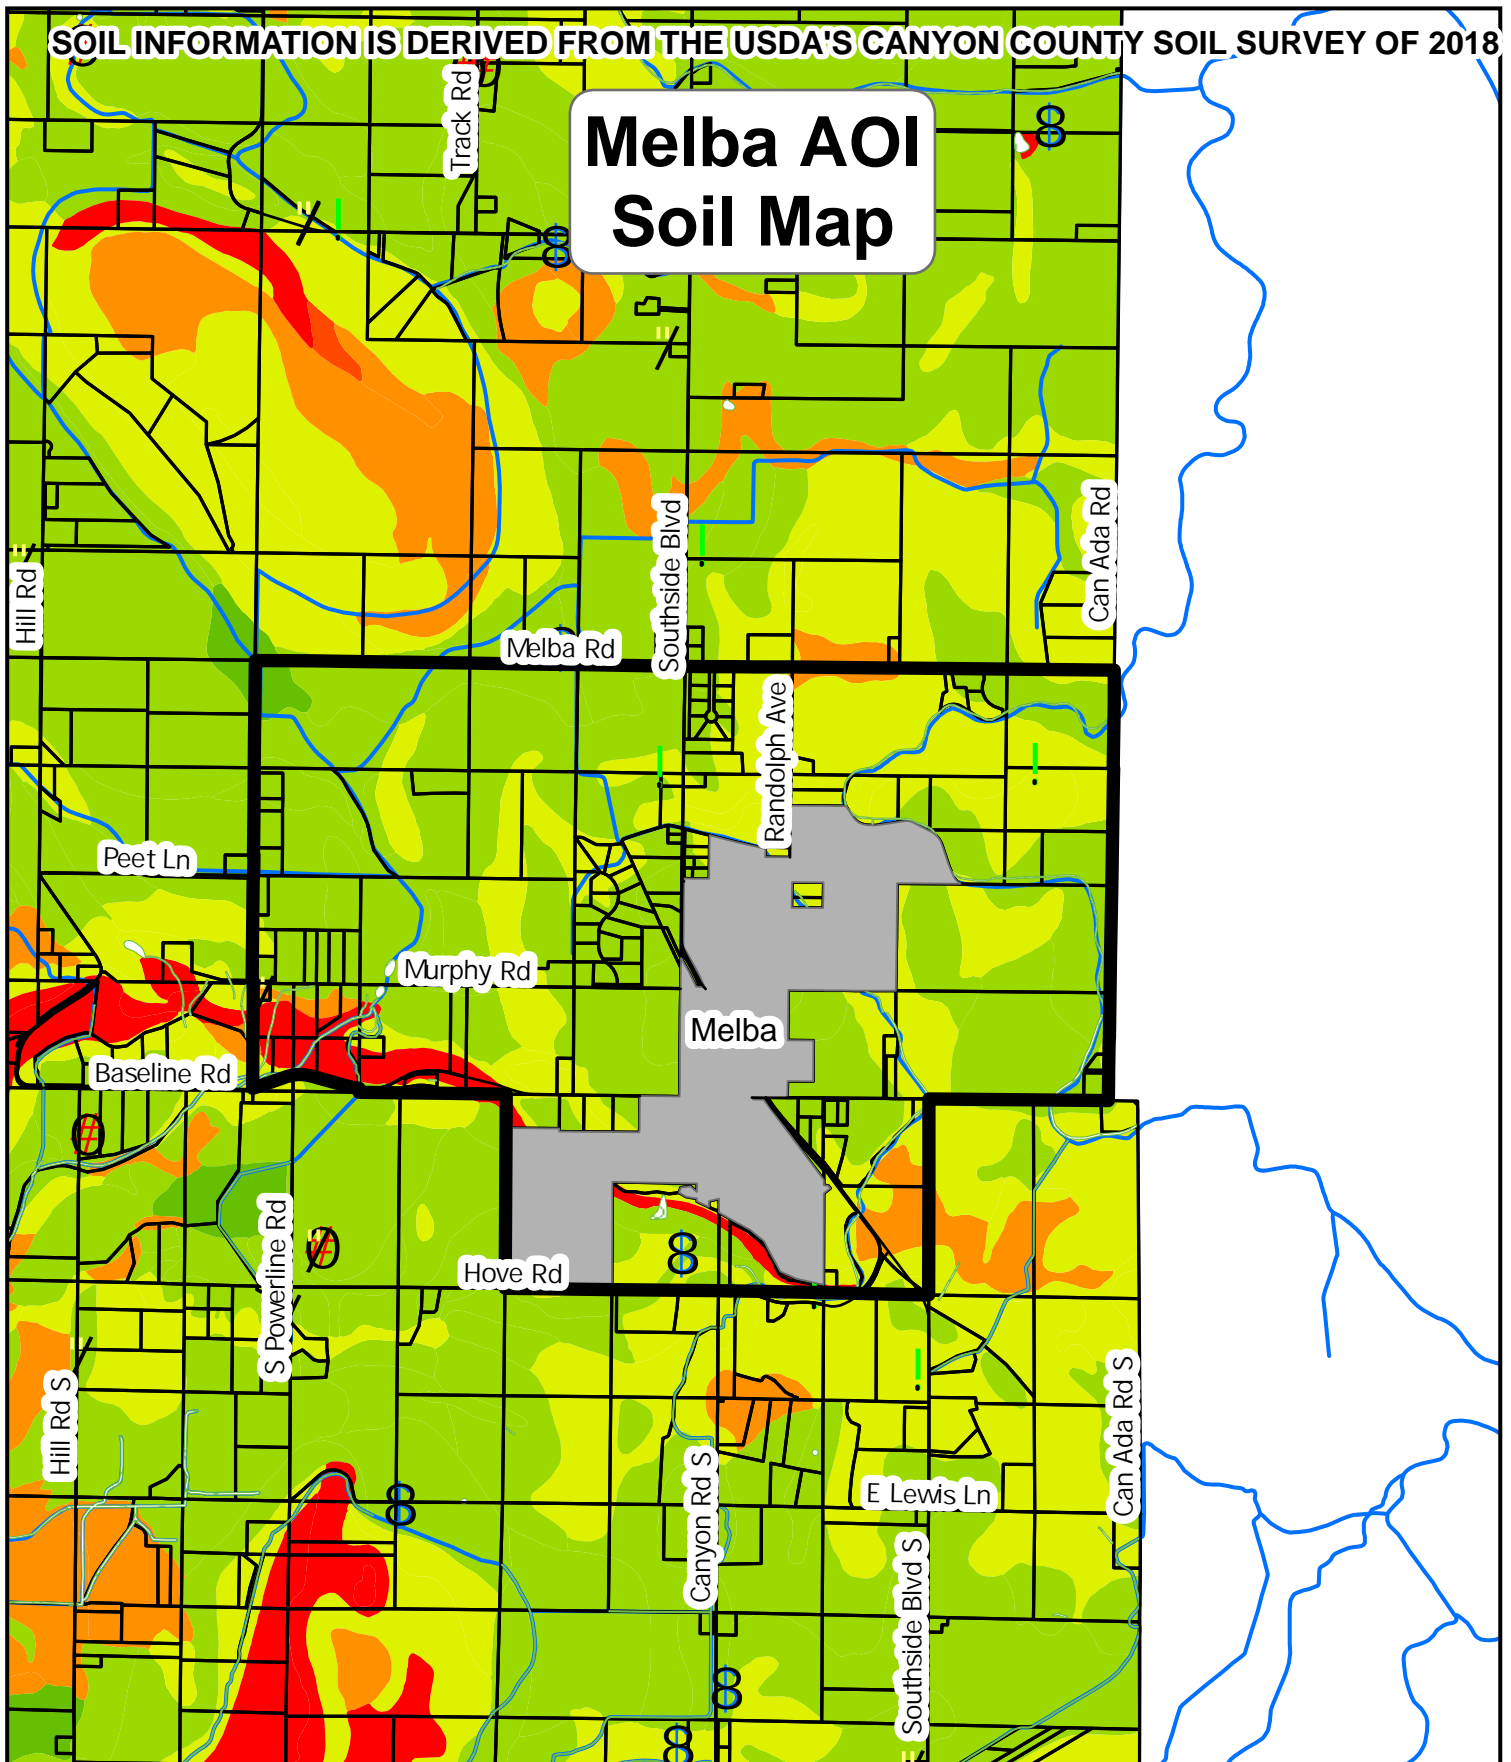 SOIL INFORMATION IS DERIVED FROM THE USDA'S CANYON COUNTY SOIL SURVEY OF 2018
Melba AOI
Soil Map
Track Rd
Hill Rd
Southside Blvd
Can Ada Rd
Melba Rd
Randolph Ave
Peet Ln
Murphy Rd
Melba
Baseline Rd
S Powerline Rd
Hove Rd
Hill Rd S
Canyon Rd S
E Lewis Ln
Can Ada Rd S
Southside Blvd S